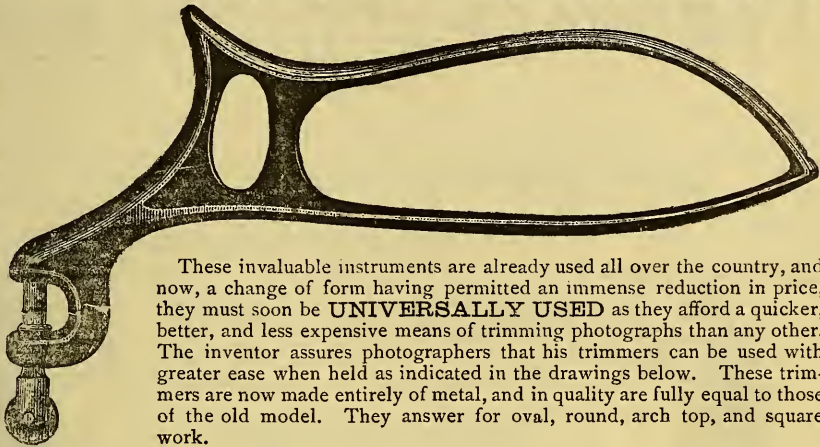 These invaluable instruments are already used all over the country, and
now, a change of form having permitted an immense reduction in price,
they must soon be UNIVERSALLY USED as they afford a quicker,
better, and less expensive means of trimming photographs than any other.
The inventor assures photographers that his trimmers can be used with
greater ease when held as indicated in the drawings below. These trim-
mers are now made entirely of metal, and in quality are fully equal to those
of the old model. They answer for oval, round, arch top, and square
work.